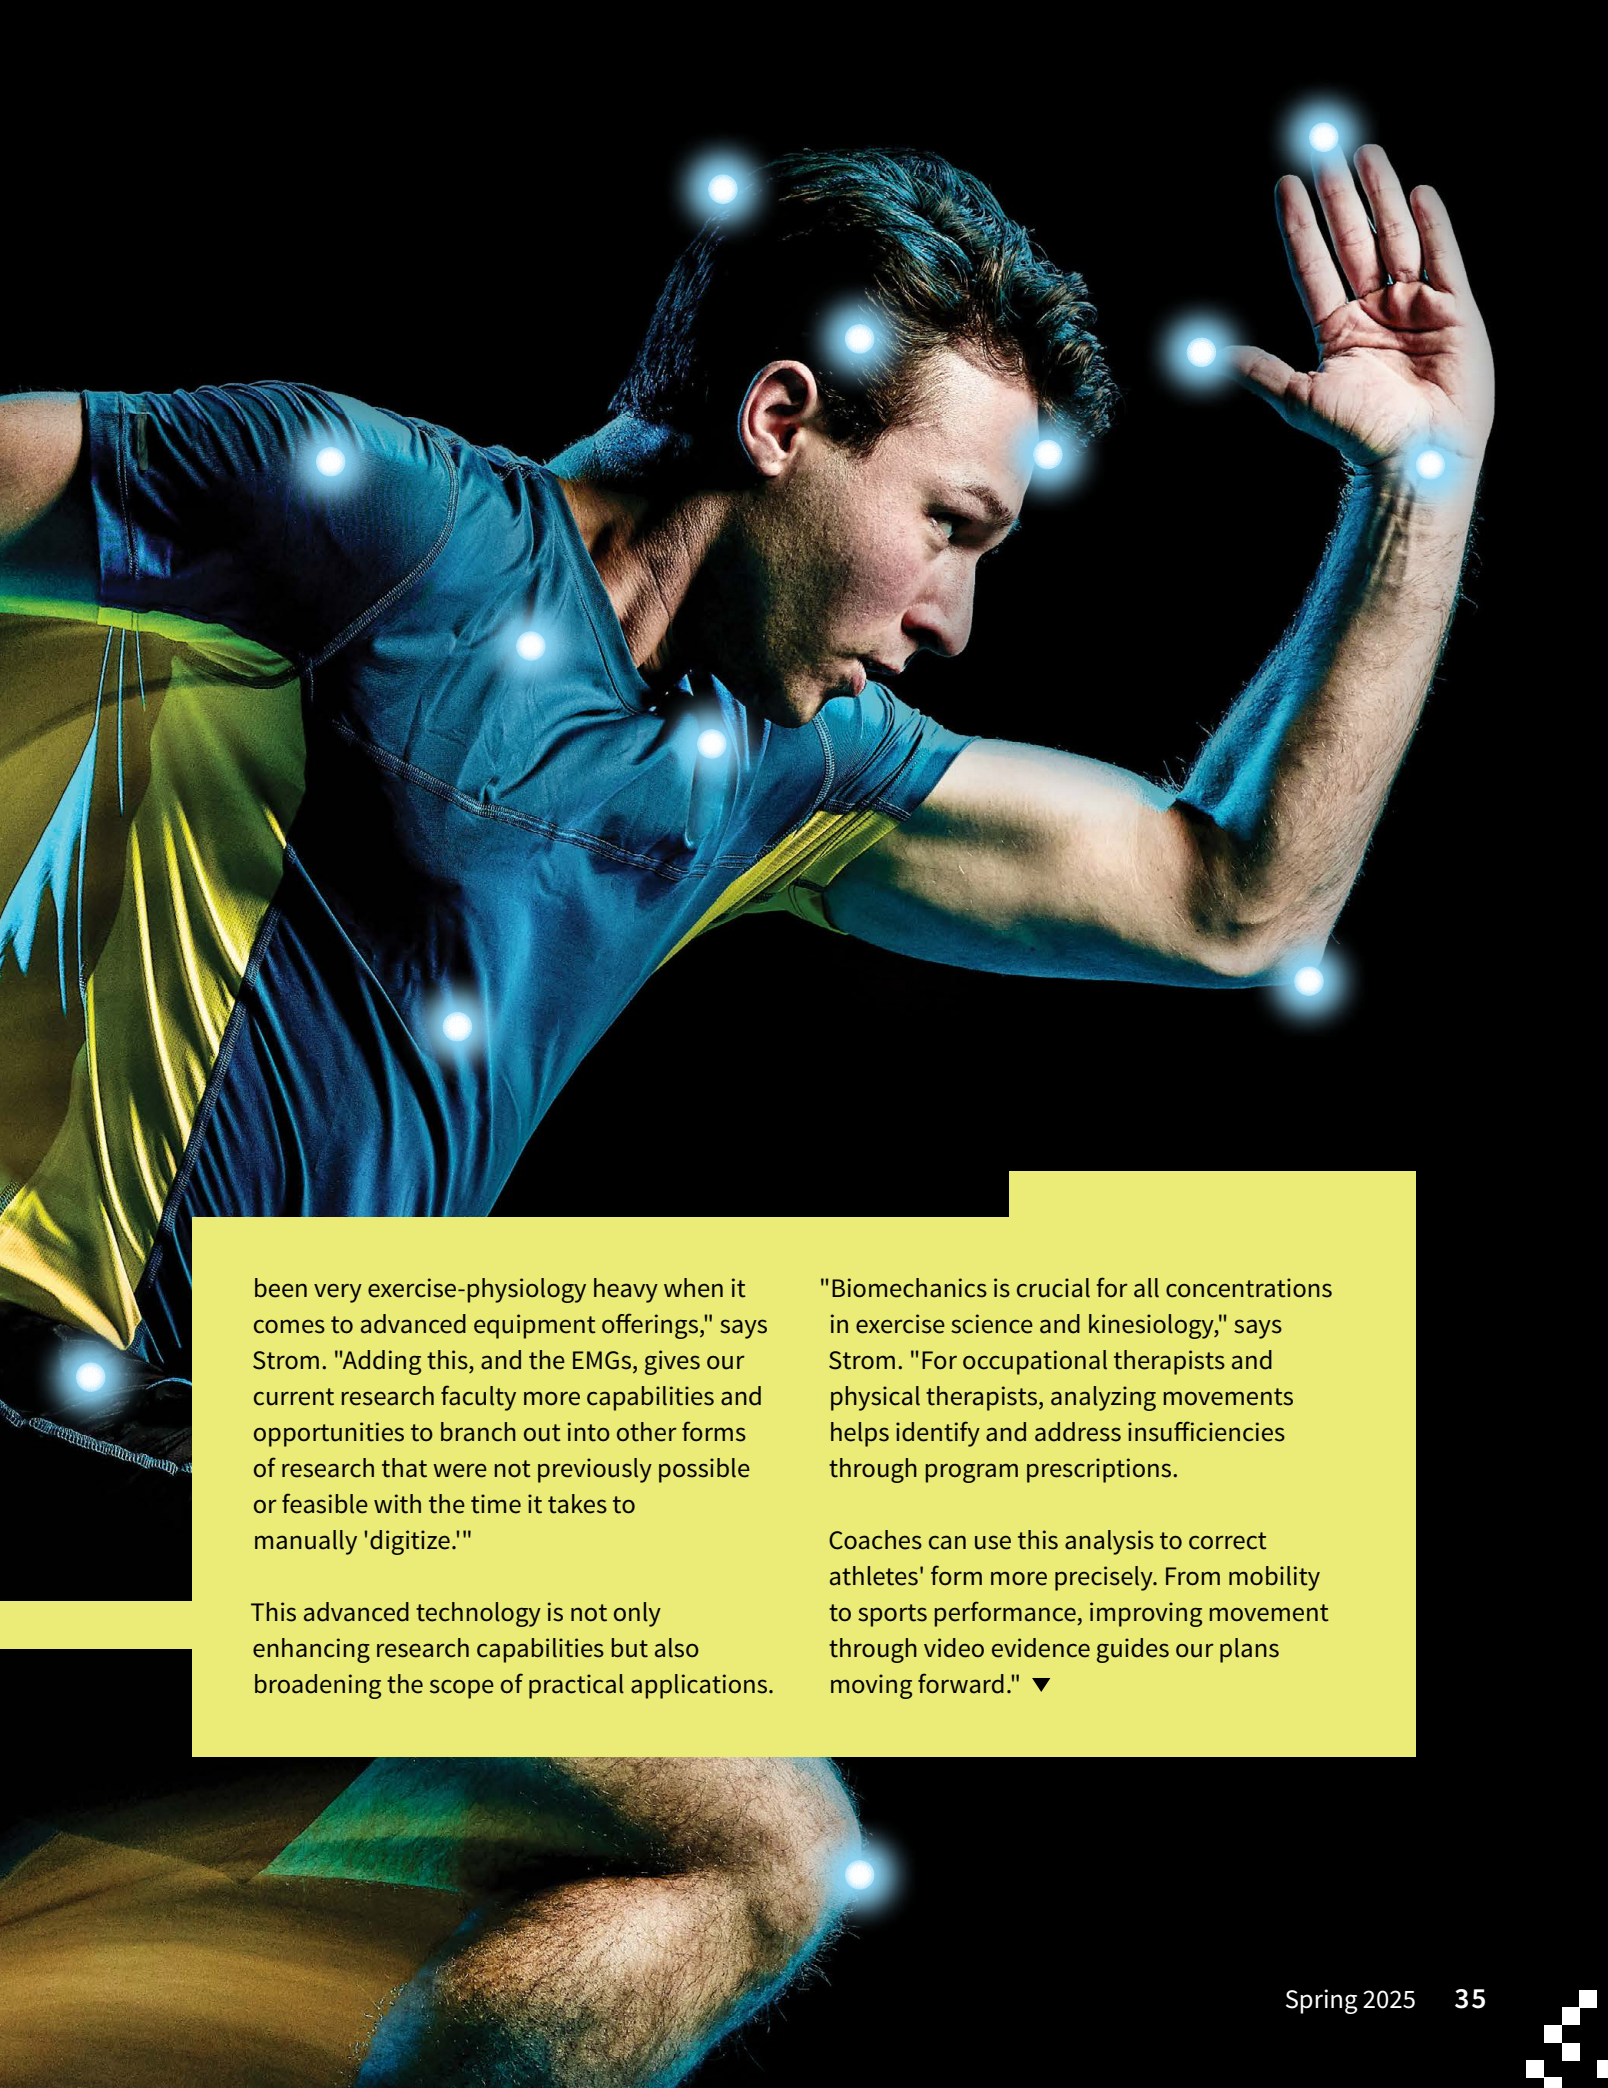 been very exercise-physiology heavy when it
comes to advanced equipment offerings," says
Strom. "Adding this, and the EMGs, gives our
current research faculty more capabilities and
opportunities to branch out into other forms
of research that were not previously possible
or feasible with the time it takes to
manually 'digitize.'"
This advanced technology is not only
enhancing research capabilities but also
broadening the scope of practical applications.
"Biomechanics is crucial for all concentrations
in exercise science and kinesiology," says
Strom. "For occupational therapists and
physical therapists, analyzing movements
helps identify and address insufficiencies
through program prescriptions.
Coaches can use this analysis to correct
athletes' form more precisely. From mobility
to sports performance, improving movement
through video evidence guides our plans
moving forward." ▼
Spring 2025 35